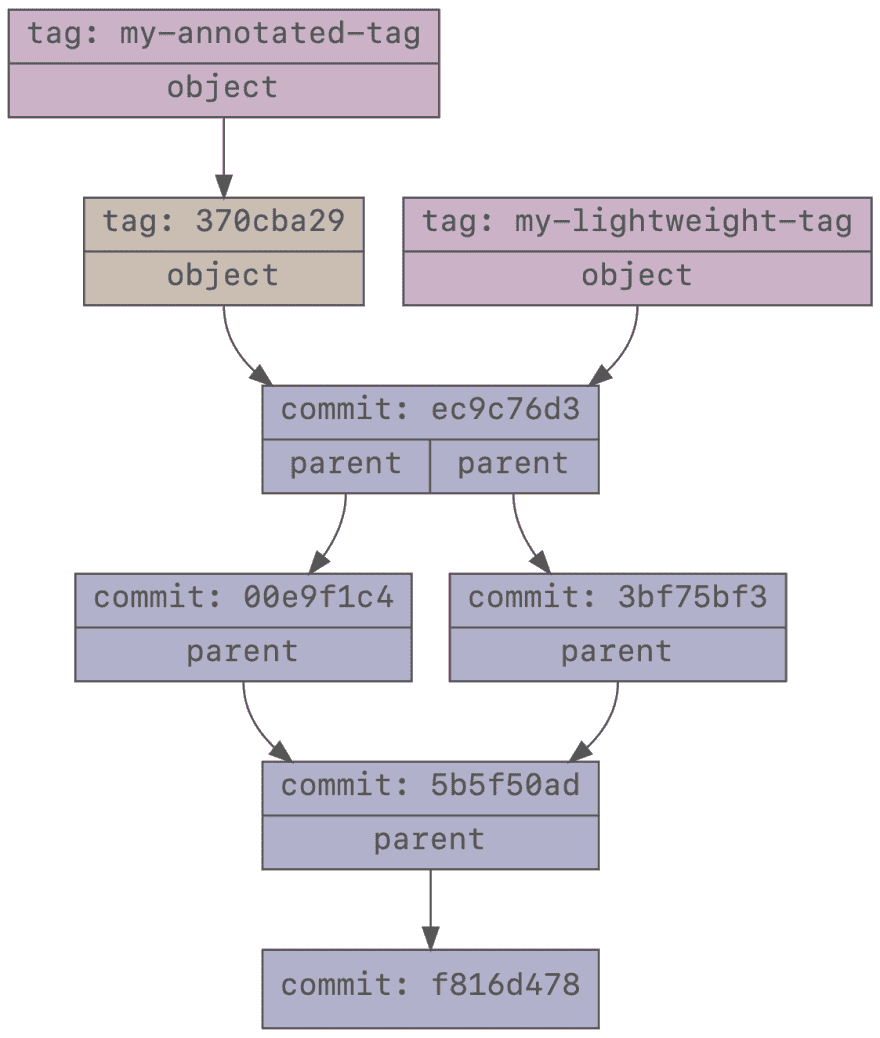 tag: my-annotated-tag
object
tag: 370cba29
object
tag: my-lightweight-tag
object
commit: ec9c76d3
parent
parent
commit: 00e9f1c4
parent
commit: 3bf75bf3
parent
commit: 5b5f50ad
parent
commit: f816d478